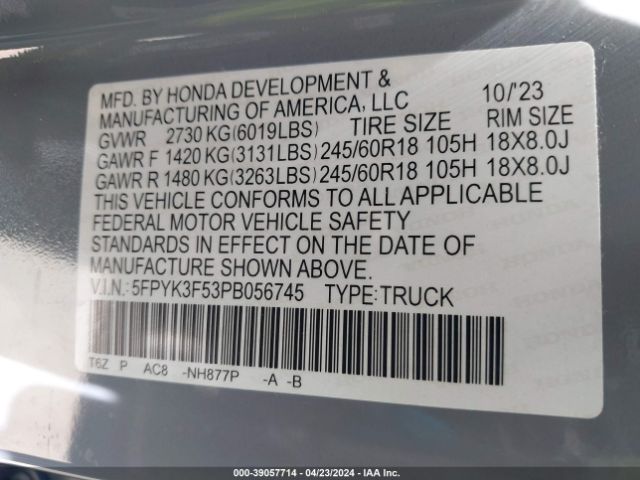 MFD. BY HONDA DEVELOPMENT &
MANUFACTURING OF AMERICA, LLC 10/'23
GVWR 2730 KG(6019LBS) TIRE SIZE RIM SIZE
GAWR F 1420 KG(3131LBS) 245/60R18 105H 18X8.0J
GAWR R 1480 KG(3263LBS) 245/60R18 105H 18X8.0J
THIS VEHICLE CONFORMS TO ALL APPLICABLE
FEDERAL MOTOR VEHICLE SAFETY
STANDARDS IN EFFECT ON THE DATE OF
MANUFACTURE SHOWN ABOVE.
V.I.N.:5FPYK3F53PB056745 TYPE:TRUCK
T6Z P AC8 -NH877P -A -B
000-39057714 - 04/23/2024 - IAAI.COM